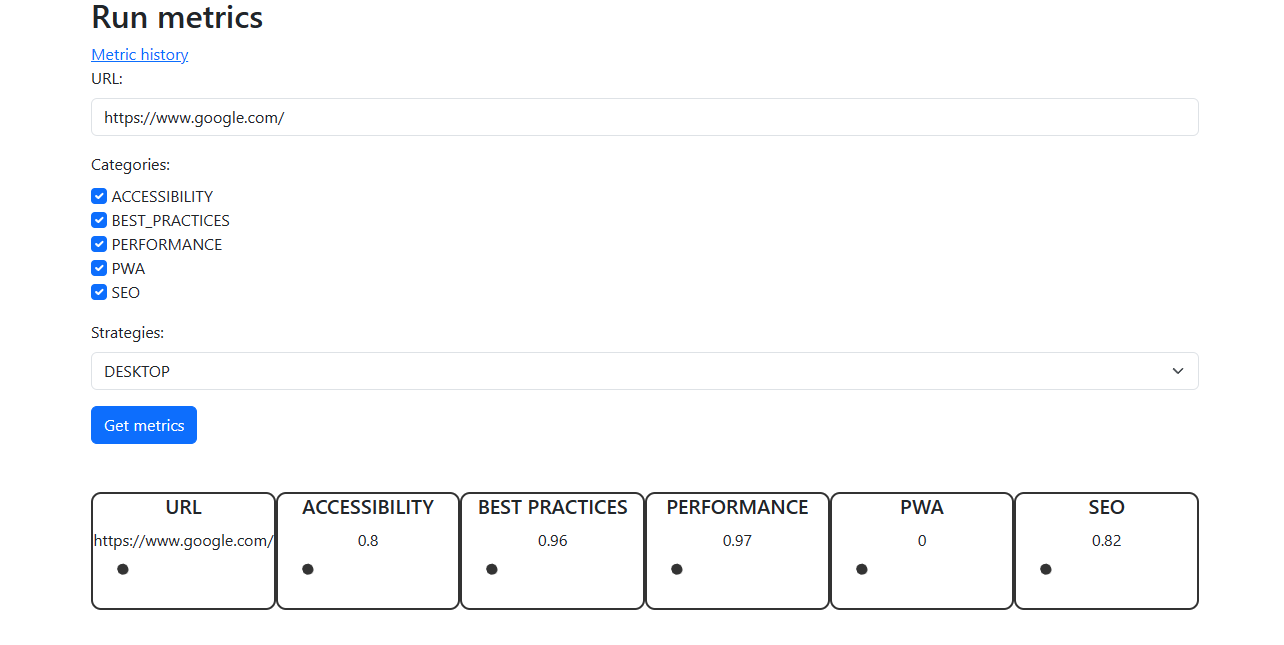 Run metrics
Metric history
URL:
https://www.google.com/
Categories:
ACCESSIBILITY
BEST_PRACTICES
PERFORMANCE
PWA
SEO
Strategies:
DESKTOP
Get metrics
URL ACCESSIBILITY BEST PRACTICES PERFORMANCE PWA SEO
https://www.google.com/ 0.8 0.96 0.97 0 0.82